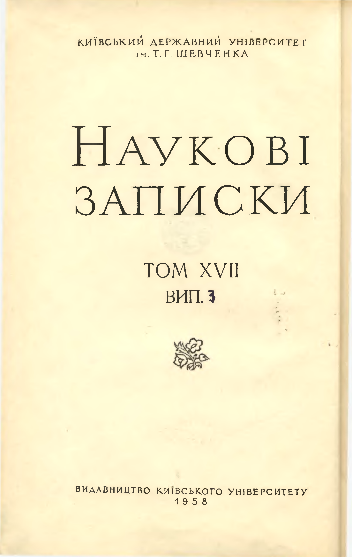 КИЇВСЬКИЙ ДЕРЖАВНИЙ УНІВЕРСИТЕТ
ім. Т. Г. ШЕВЧЕНКА
НАУКОВІ
ЗАПИСКИ
ТОМ XVII
ВИП. 3
ВИДАВНИЦТВО КИЇВСЬКОГО УНІВЕРСИТЕТУ
1958